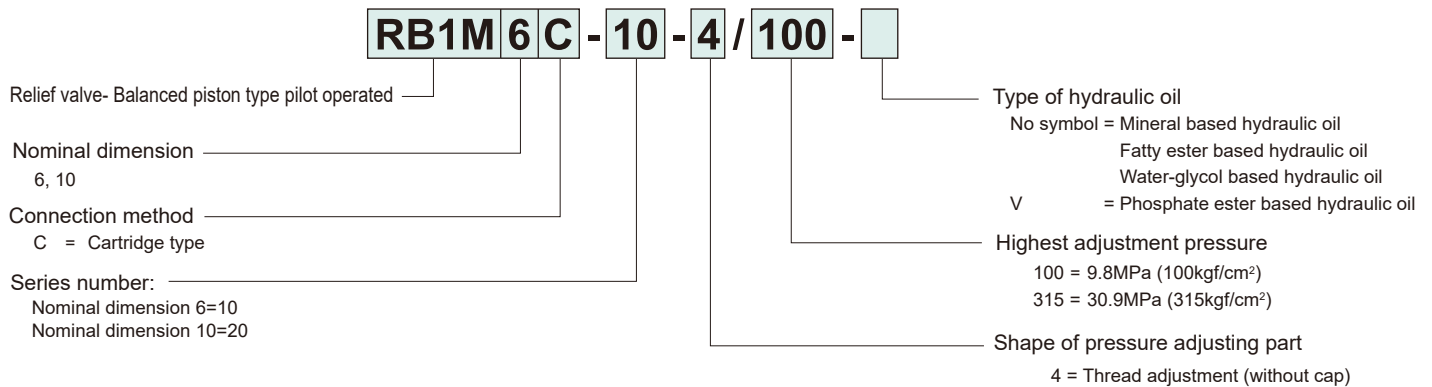 RB1M 6 C - 10 - 4 / 100 -
Relief valve- Balanced piston type pilot operated
Nominal dimension
6, 10
Connection method
C = Cartridge type
Series number:
Nominal dimension 6=10
Nominal dimension 10=20
Type of hydraulic oil
No symbol = Mineral based hydraulic oil
Fatty ester based hydraulic oil
Water-glycol based hydraulic oil
V = Phosphate ester based hydraulic oil
Highest adjustment pressure
100 = 9.8MPa (100kgf/cm²)
315 = 30.9MPa (315kgf/cm²)
Shape of pressure adjusting part
4 = Thread adjustment (without cap)